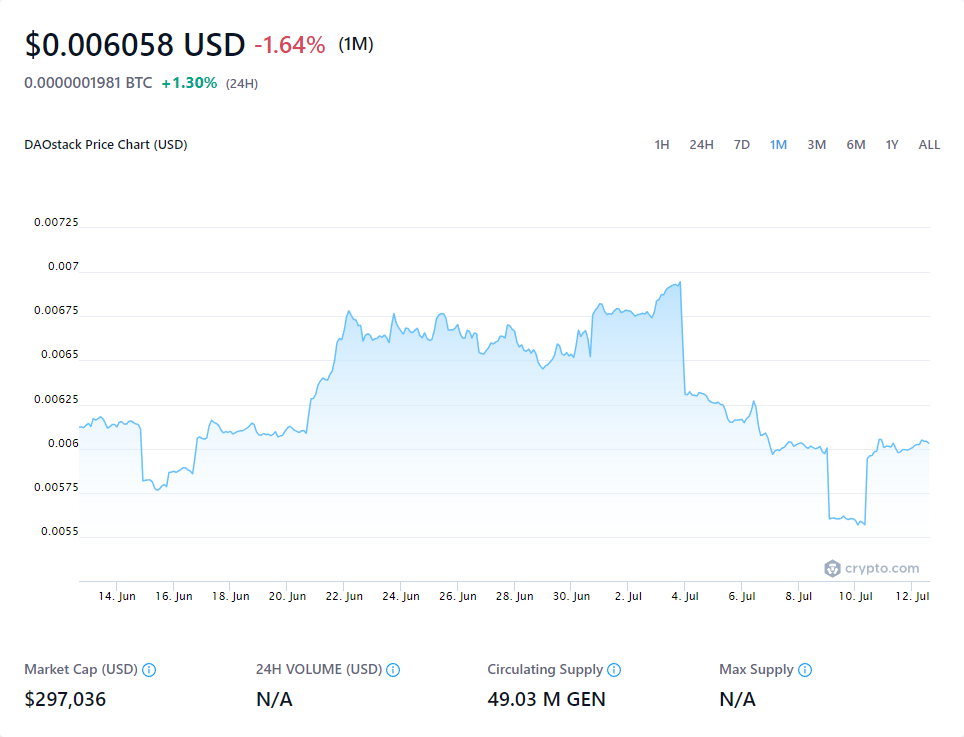 $0.006058 USD -1.64% (1M)
0.0000001981 BTC +1.30% (24H)
DAOstack Price Chart (USD) 1H 24H 7D 1M 3M 6M 1Y ALL
0.00725
0.007
0.00675
0.0065
0.00625
0.006
0.00575
0.0055
crypto.com
14. Jun 16. Jun 18. Jun 20. Jun 22. Jun 24. Jun 26. Jun 28. Jun 30. Jun 2. Jul 4. Jul 6. Jul 8. Jul 10. Jul 12. Jul
Market Cap (USD) 24H VOLUME (USD) Circulating Supply Max Supply
$297,036 N/A 49.03 M GEN N/A